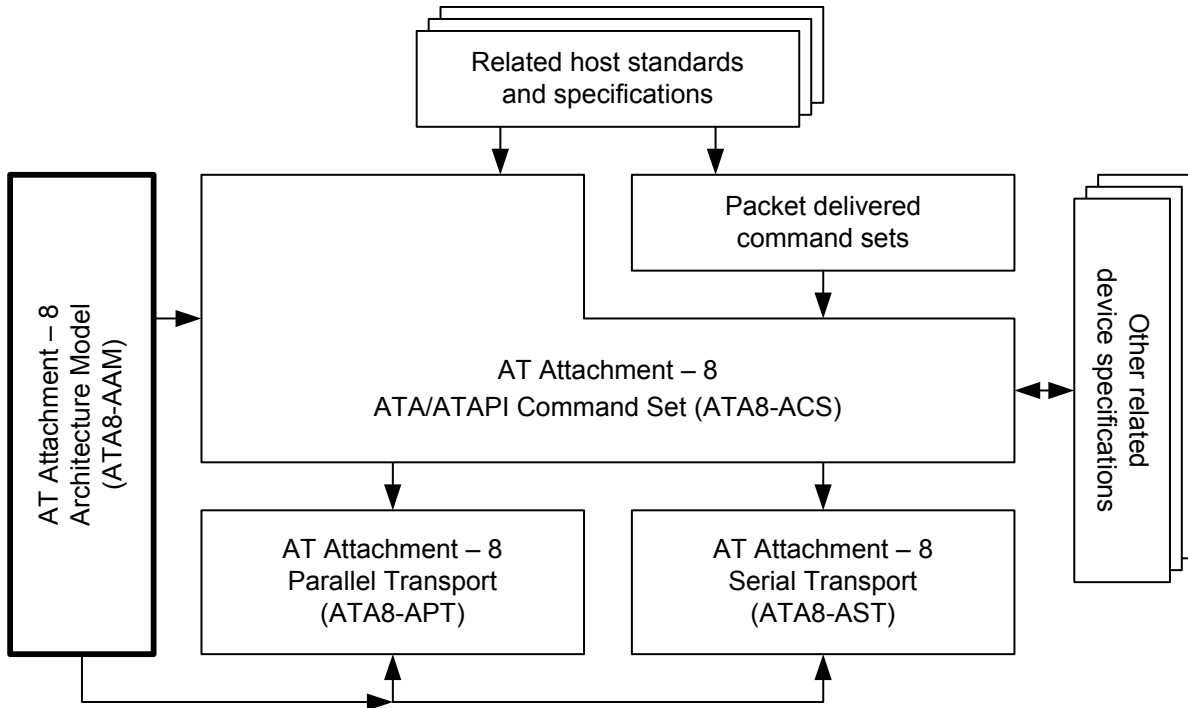 Related host standards
and specifications
Packet delivered
command sets
AT Attachment – 8
Architecture Model
(ATA8-AAM)
AT Attachment – 8
ATA/ATAPI Command Set (ATA8-ACS)
Other related
device specifications
AT Attachment – 8
Parallel Transport
(ATA8-APT)
AT Attachment – 8
Serial Transport
(ATA8-AST)